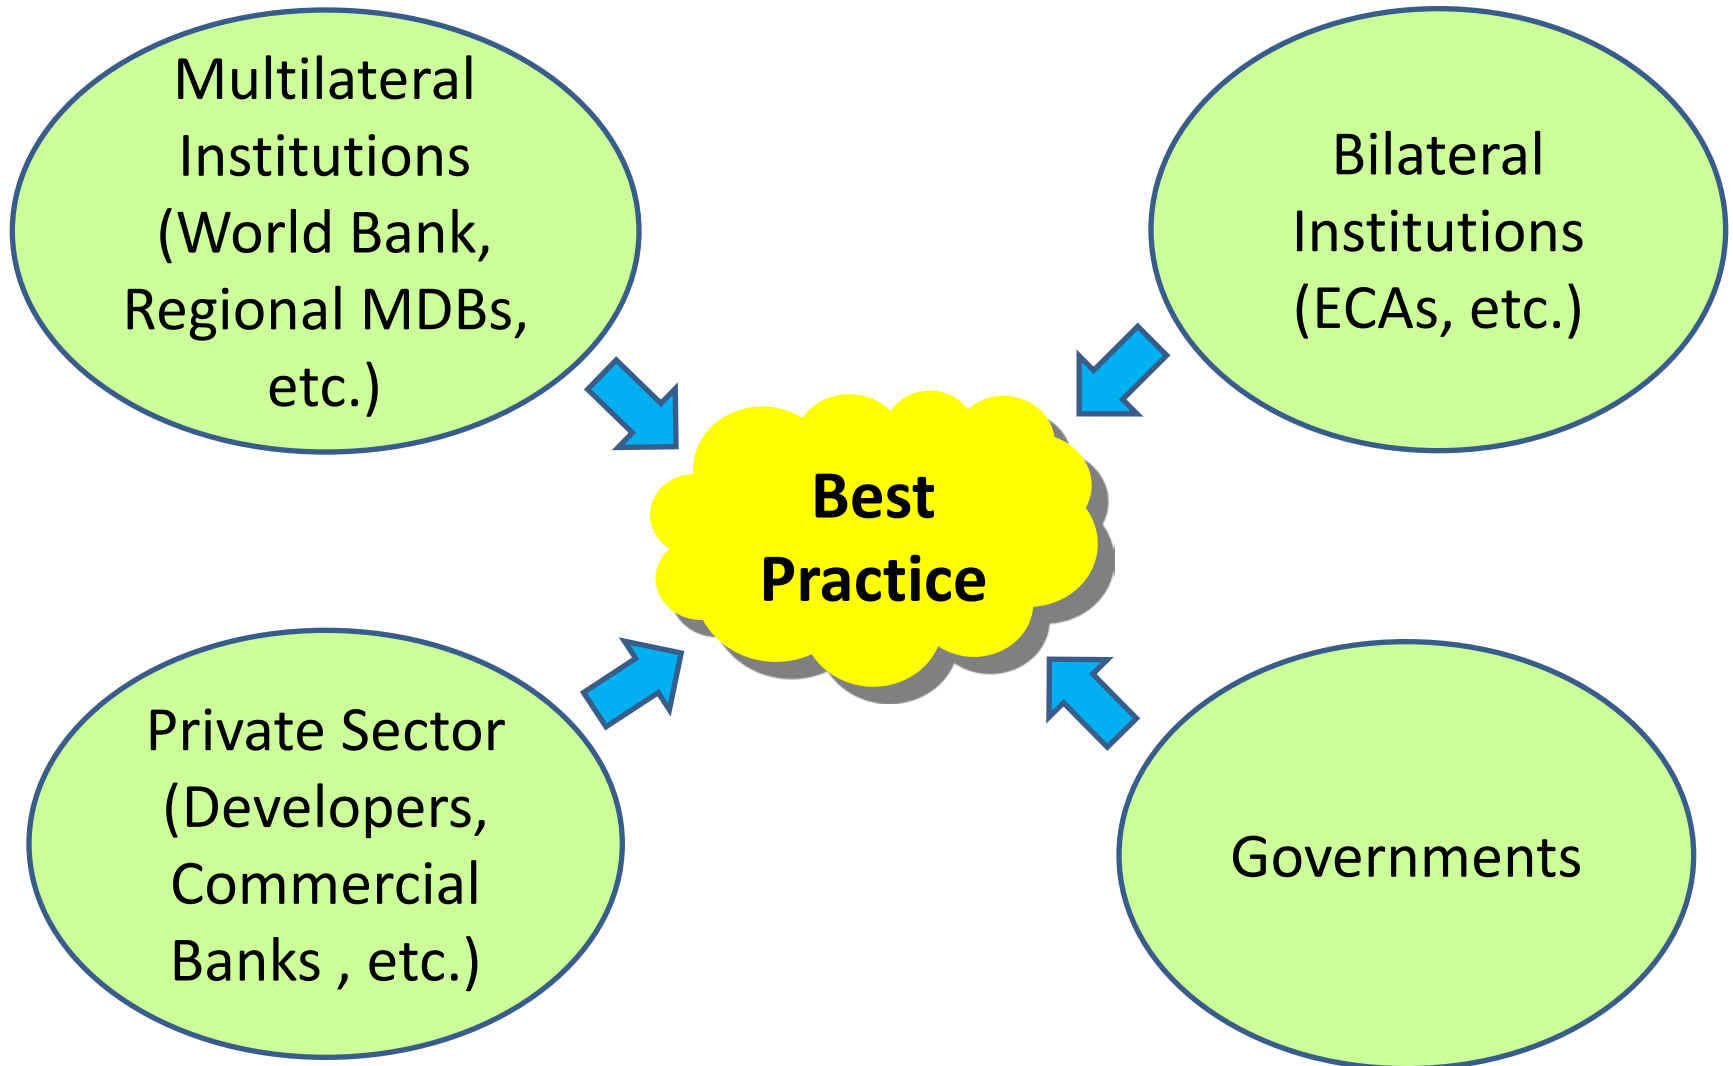 Multilateral
Institutions
(World Bank,
Regional MDBs,
etc.)
Bilateral
Institutions
(ECAs, etc.)
Best
Practice
Private Sector
(Developers,
Commercial
Banks , etc.)
Governments